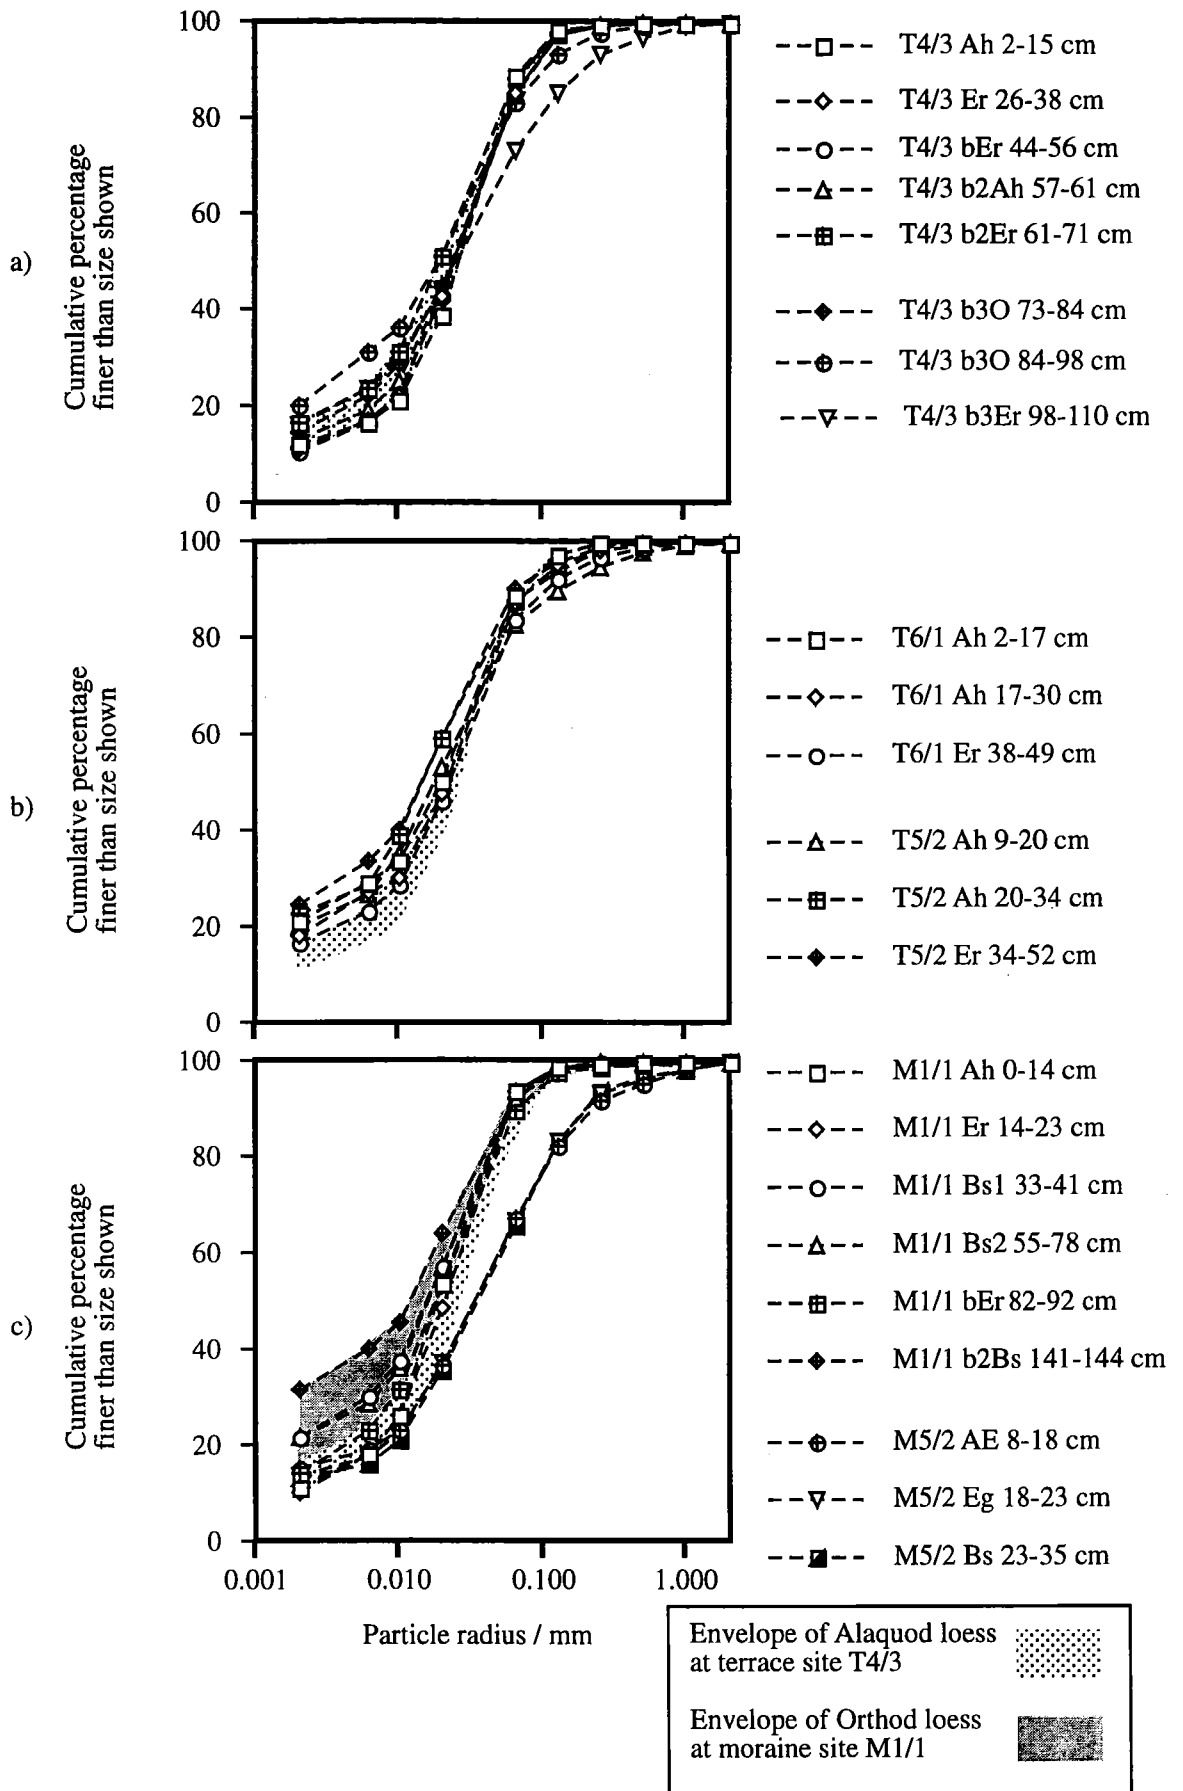 a)
Cumulative percentage
finer than size shown
100
80
60
40
20
0
T4/3 Ah 2-15 cm
T4/3 Er 26-38 cm
T4/3 bEr 44-56 cm
T4/3 b2Ah 57-61 cm
T4/3 b2Er 61-71 cm
T4/3 b3O 73-84 cm
T4/3 b3O 84-98 cm
T4/3 b3Er 98-110 cm
b)
Cumulative percentage
finer than size shown
100
80
60
40
20
0
T6/1 Ah 2-17 cm
T6/1 Ah 17-30 cm
T6/1 Er 38-49 cm
T5/2 Ah 9-20 cm
T5/2 Ah 20-34 cm
T5/2 Er 34-52 cm
c)
Cumulative percentage
finer than size shown
100
80
60
40
20
0
0.001 0.010 0.100 1.000
Particle radius / mm
M1/1 Ah 0-14 cm
M1/1 Er 14-23 cm
M1/1 Bs1 33-41 cm
M1/1 Bs2 55-78 cm
M1/1 bEr 82-92 cm
M1/1 b2Bs 141-144 cm
M5/2 AE 8-18 cm
M5/2 Eg 18-23 cm
M5/2 Bs 23-35 cm
Envelope of Alaquod loess
at terrace site T4/3
Envelope of Orthod loess
at moraine site M1/1